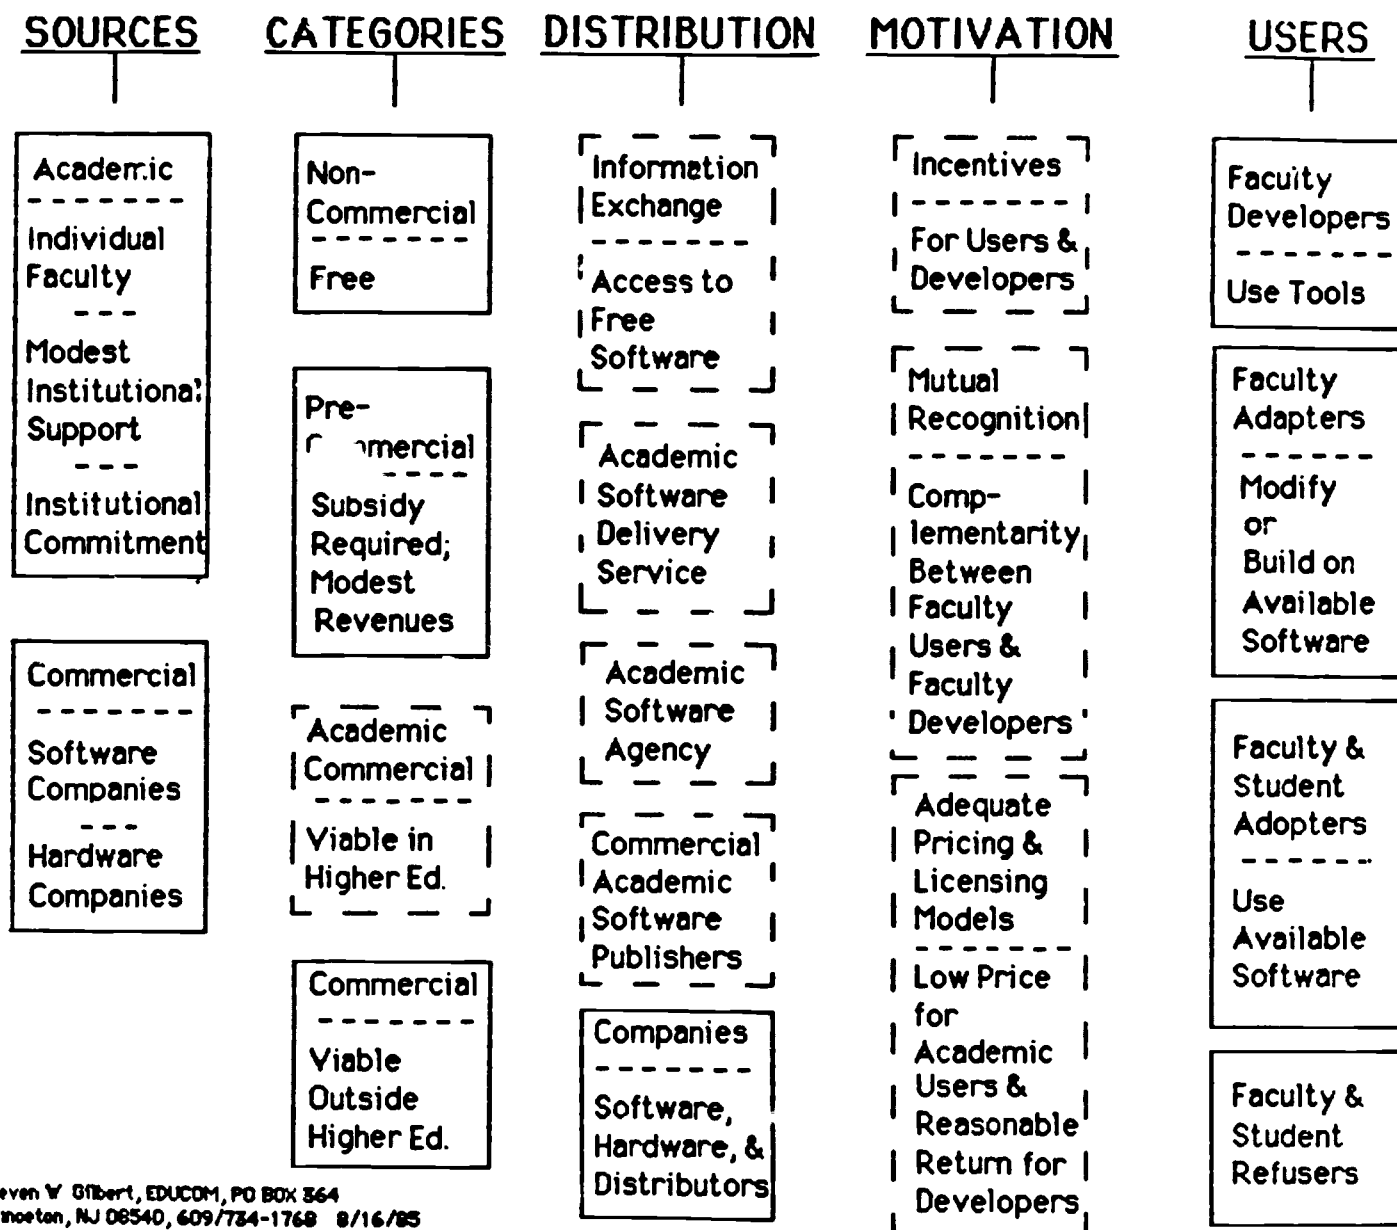 SOURCES
Academic
Individual
Faculty
Modest
Institutional
Support
Institutional
Commitment
Commercial
Software
Companies
Hardware
Companies
CATEGORIES
Non-
Commercial
Free
Pre-
mercial
Subsidy
Required;
Modest
Revenues
Academic
Commercial
Viable in
Higher Ed.
Commercial
Viable
Outside
Higher Ed.
DISTRIBUTION
Information
Exchange
Access to
Free
Software
Academic
Software
Delivery
Service
Academic
Software
Agency
Commercial
Academic
Software
Publishers
Companies
Software,
Hardware, &
Distributors
MOTIVATION
Incentives
For Users &
Developers
Mutual
Recognition
Comp-
lementarity
Between
Faculty
Users &
Faculty
Developers
Adequate
Pricing &
Licensing
Models
Low Price
for
Academic
Users &
Reasonable
Return for
Developers
USERS
Faculty
Developers
Use Tools
Faculty
Adapters
Modify
or
Build on
Available
Software
Faculty &
Student
Adopters
Use
Available
Software
Faculty &
Student
Refusers
even W Gilbert, EDUCOM, PO BOX 364
nceton, NJ 08540, 609/734-1768 8/16/85